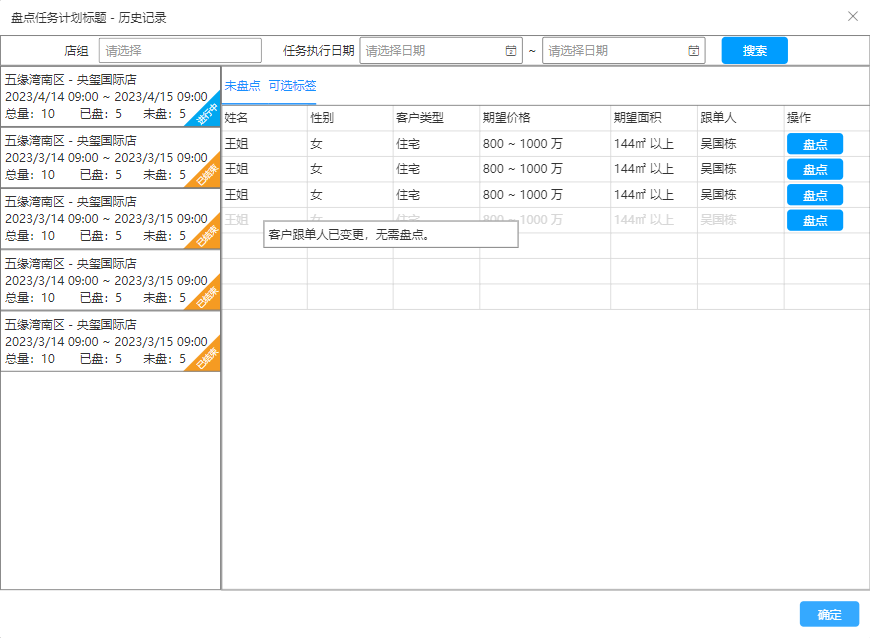 盘点任务计划标题 - 历史记录
店组 请选择 任务执行日期 请选择日期 ~ 请选择日期 搜索
五缘湾南区 - 央玺国际店
2023/4/14 09:00 ~ 2023/4/15 09:00
总量：10 已盘：5 未盘：5 进行中
五缘湾南区 - 央玺国际店
2023/3/14 09:00 ~ 2023/3/15 09:00
总量：10 已盘：5 未盘：5 已结束
五缘湾南区 - 央玺国际店
2023/3/14 09:00 ~ 2023/3/15 09:00
总量：10 已盘：5 未盘：5 已结束
五缘湾南区 - 央玺国际店
2023/3/14 09:00 ~ 2023/3/15 09:00
总量：10 已盘：5 未盘：5 已结束
五缘湾南区 - 央玺国际店
2023/3/14 09:00 ~ 2023/3/15 09:00
总量：10 已盘：5 未盘：5 已结束
未盘点 可选标签
姓名 性别 客户类型 期望价格 期望面积 跟单人 操作
王姐 女 住宅 800 ~ 1000 万 144㎡ 以上 吴国栋 盘点
王姐 女 住宅 800 ~ 1000 万 144㎡ 以上 吴国栋 盘点
王姐 女 住宅 800 ~ 1000 万 144㎡ 以上 吴国栋 盘点
王姐 女 住宅 800 ~ 1000 万 144㎡ 以上 吴国栋 盘点
客户跟单人已变更，无需盘点。
确定